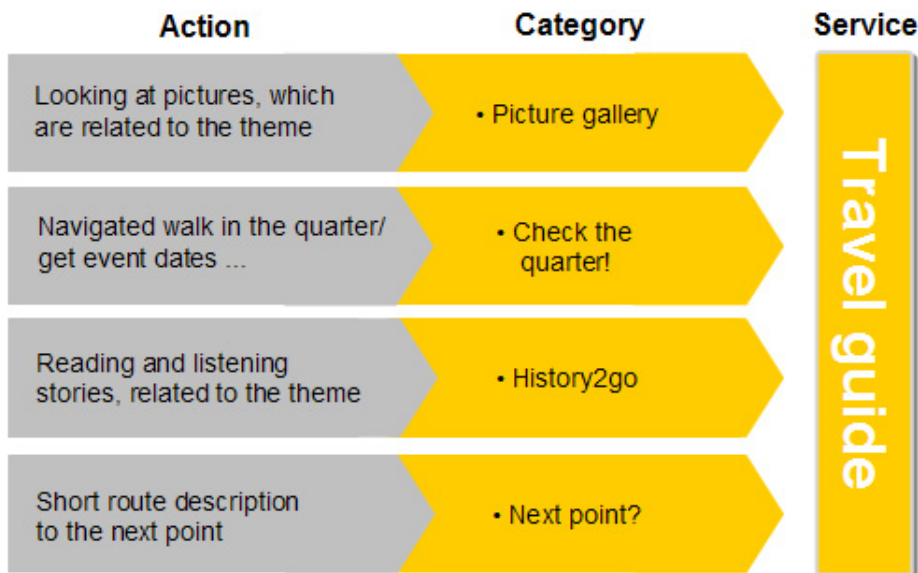 Action Category Service
Looking at pictures, which
are related to the theme
• Picture gallery
Navigated walk in the quarter/
get event dates ...
• Check the
quarter!
Reading and listening
stories, related to the theme
• History2go
Short route description
to the next point
• Next point?
Travel guide